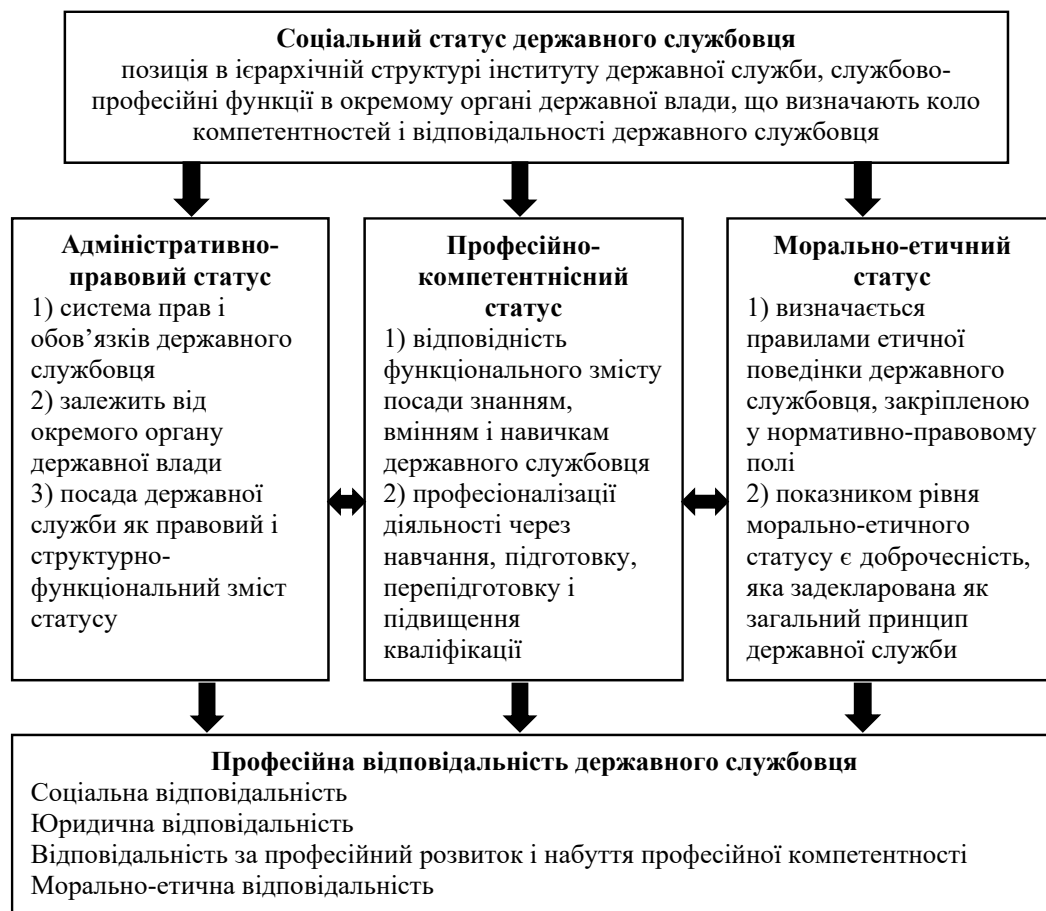 Соціальний статус державного службовця
позиція в ієрархічній структурі інституту державної служби, службово-
професійні функції в окремому органі державної влади, що визначають коло
компетентностей і відповідальності державного службовця
Адміністративно-
правовий статус
1) система прав і
обов’язків державного
службовця
2) залежить від
окремого органу
державної влади
3) посада державної
служби як правовий і
структурно-
функціональний зміст
статусу
Професійно-
компетентнісний
статус
1) відповідність
функціонального змісту
посади знанням,
вмінням і навичкам
державного службовця
2) професіоналізації
діяльності через
навчання, підготовку,
перепідготовку і
підвищення
кваліфікації
Морально-етичний
статус
1) визначається
правилами етичної
поведінки державного
службовця, закріпленою
у нормативно-правовому
полі
2) показником рівня
морально-етичного
статусу є доброчесність,
яка задекларована як
загальний принцип
державної служби
Професійна відповідальність державного службовця
Соціальна відповідальність
Юридична відповідальність
Відповідальність за професійний розвиток і набуття професійної компетентності
Морально-етична відповідальність